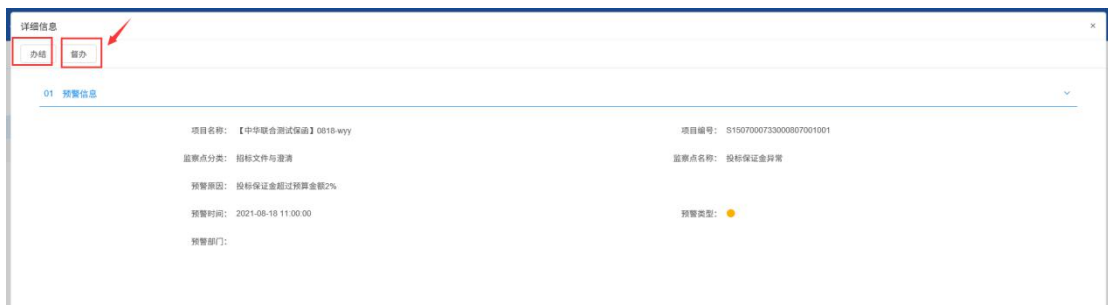 详细信息 ×
办结 督办
01 预警信息
项目名称： 【中华联合测试保函】0818-wyy 项目编号： S1507000733000807001001
监察点分类： 招标文件与澄清 监察点名称： 投标保证金异常
预警原因： 投标保证金超过预算金额2%
预警时间： 2021-08-18 11:00:00 预警类型：
预警部门：